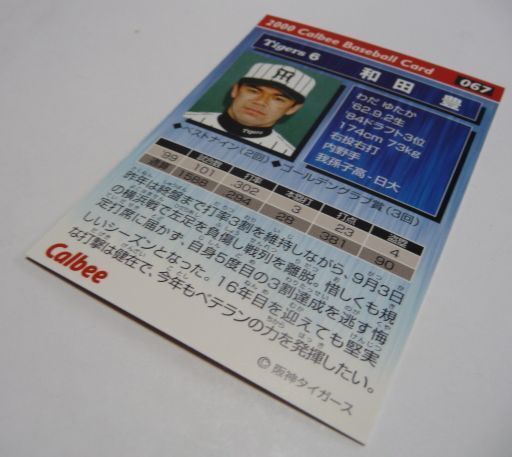 2000 Calbee Baseball Card
067
Tigers 6
和田 豊
わだ ゆたか
'62.9.2生
'84ドラフト3位
174cm 73kg
右投右打
内野手
我孫子高-日大
Tigers
◆ベストナイン(2回)◆ゴールデングラブ賞(3回)
試合数 打率 本塁打 打点 盗塁
99 101 .302 3 23 4
計 1588 .284 28 381 90
昨年は終盤まで打率3割を維持しながら、9月3日
の横浜戦で左足を負傷し戦列を離脱。惜しくも規
定打席に届かず、自身5度目の3割達成を逃す悔
しいシーズンとなった。16年目を迎えても堅実
な打撃は健在で、今年もベテランの力を発揮したい。
Calbee
©阪神タイガース